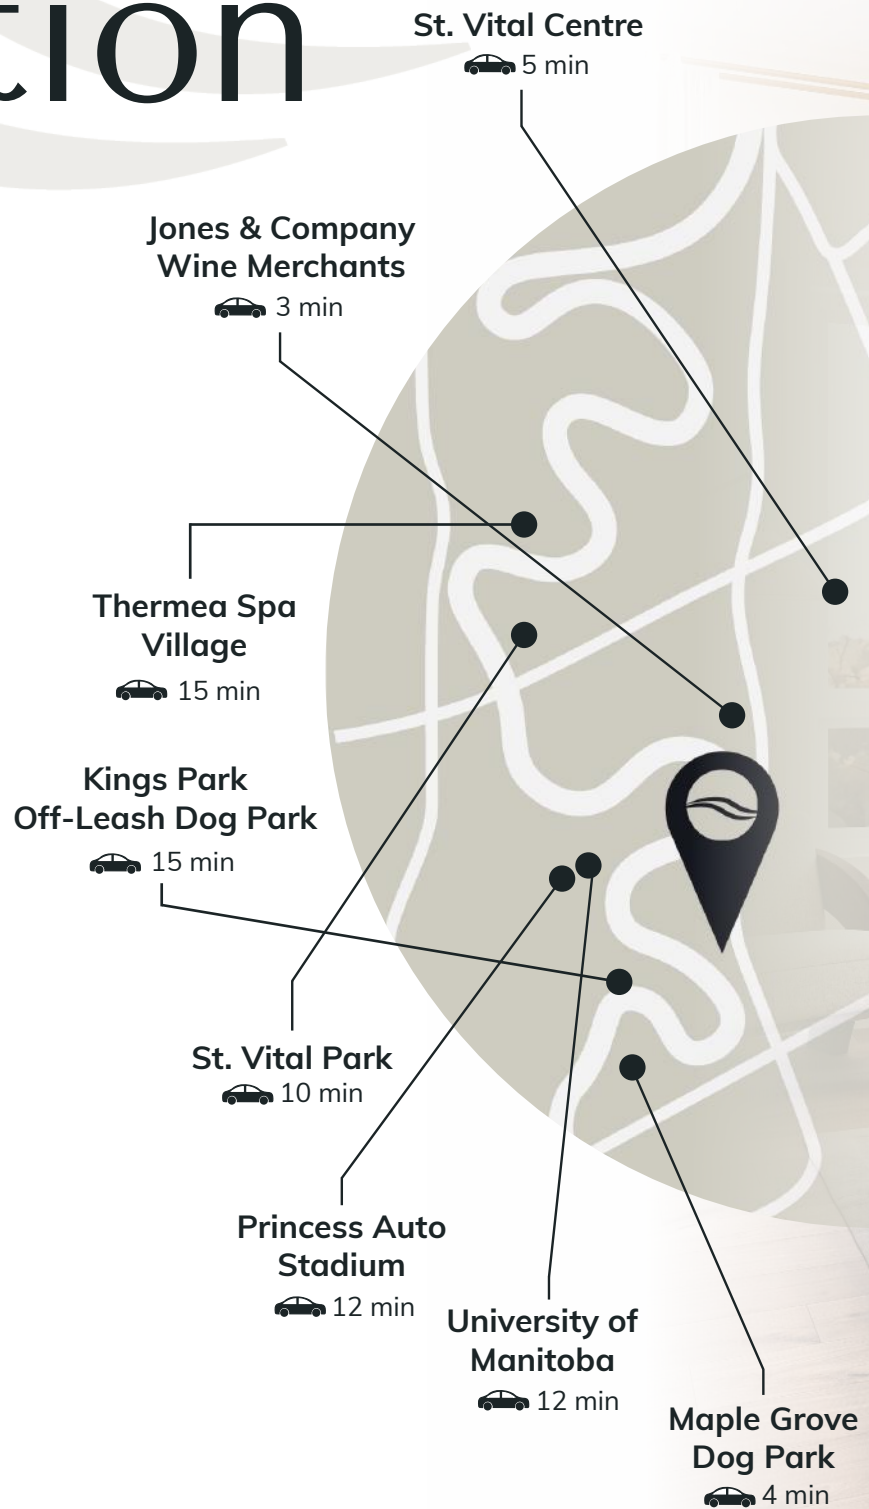 tion
St. Vital Centre
5 min
Jones & Company
Wine Merchants
3 min
Thermea Spa
Village
15 min
Kings Park
Off-Leash Dog Park
15 min
St. Vital Park
10 min
Princess Auto
Stadium
12 min
University of
Manitoba
12 min
Maple Grove
Dog Park
4 min